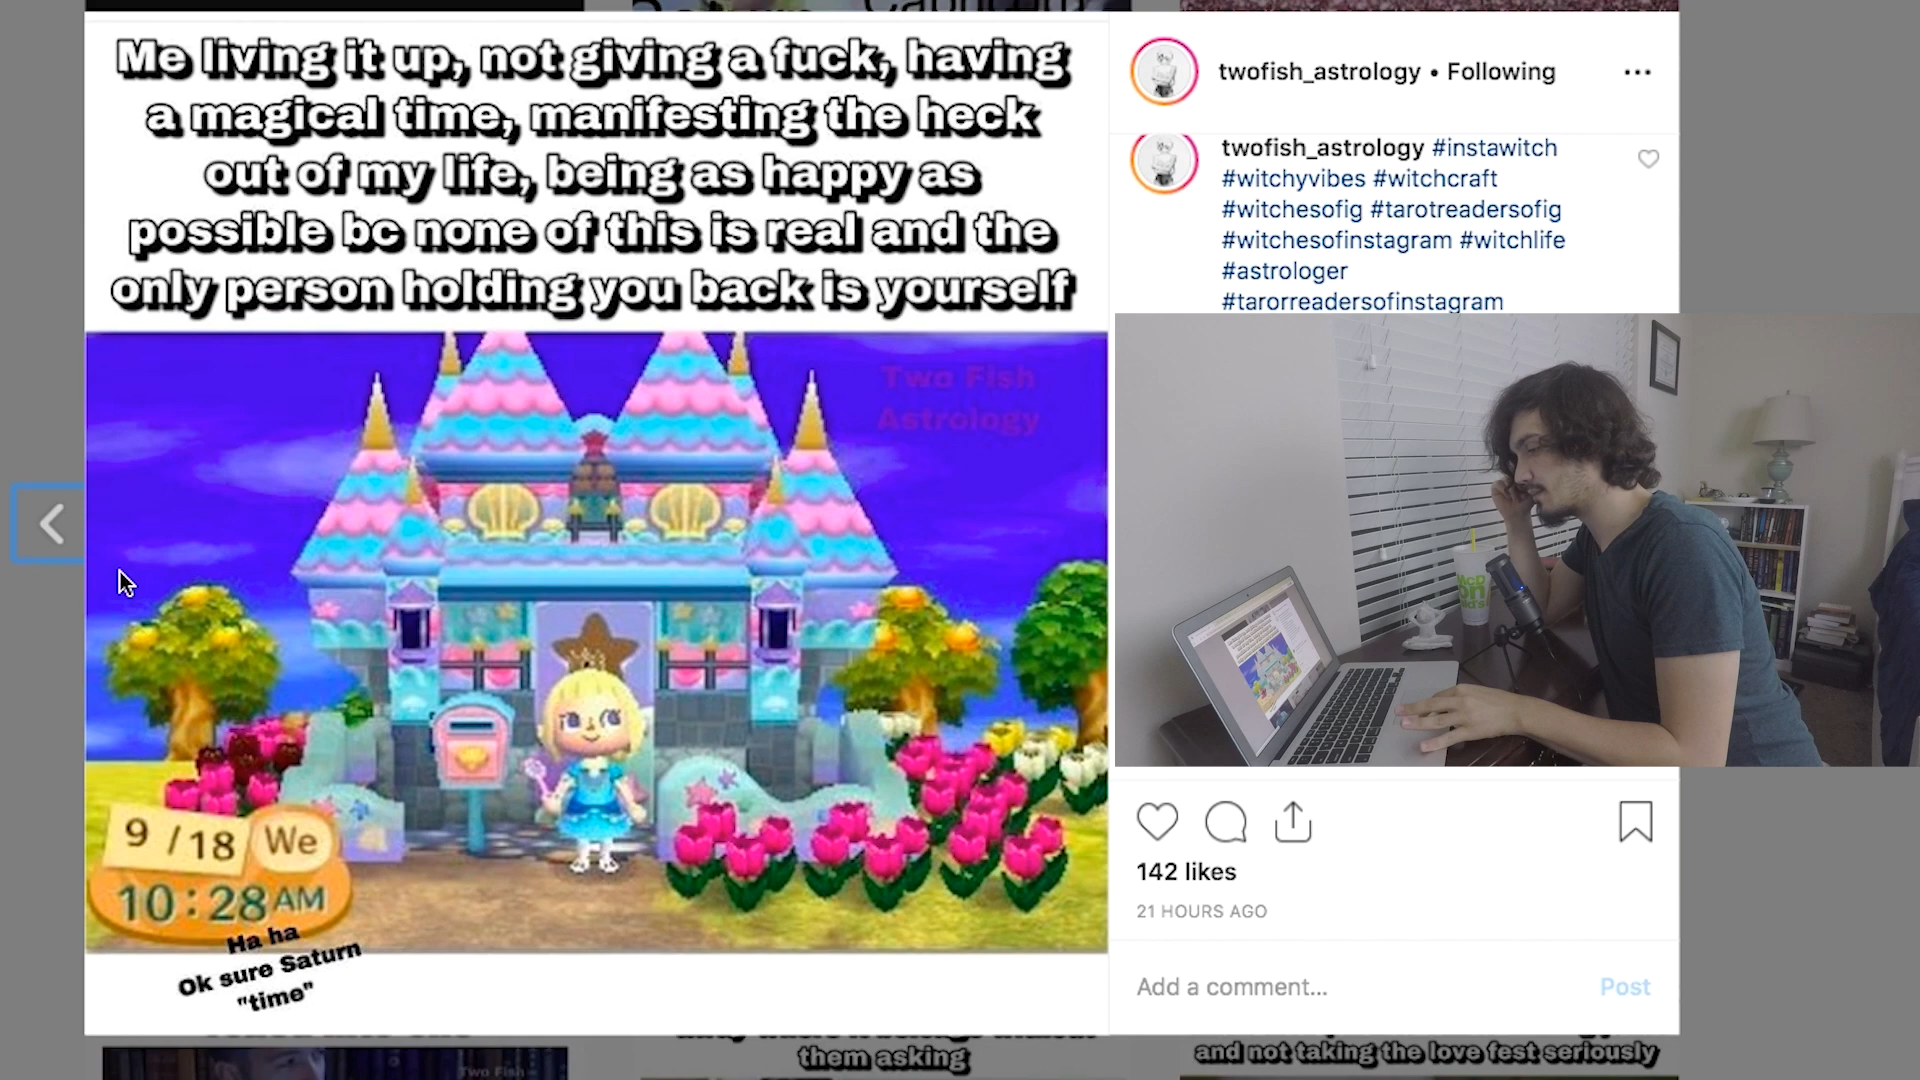 Capricorn
Me living it up, not giving a fuck, having
a magical time, manifesting the heck
out of my life, being as happy as
possible bc none of this is real and the
only person holding you back is yourself
Two Fish
Astrology
9/18 We
10:28 AM
Ha ha
Ok sure Saturn
"time"
twofish_astrology • Following
twofish_astrology #instawitch
#witchyvibes #witchcraft
#witchesofig #tarotreadersofig
#witchesofinstagram #witchlife
#astrologer
#tarorreadersofinstagram
142 likes
21 HOURS AGO
Add a comment... Post
Two Fish
them asking
and not taking the love fest seriously